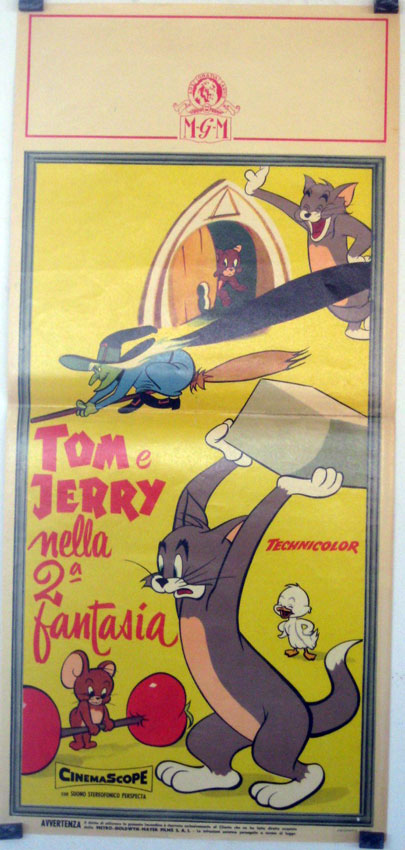 M-G-M
TOM e
JERRY
nella
2ª
fantasia
TECHNICOLOR
CINEMASCOPE
CON SUONO STEREOFONICO PERSPECTA
AVVERTENZA
METRO-GOLDWYN-MAYER FILMS S.A.I.